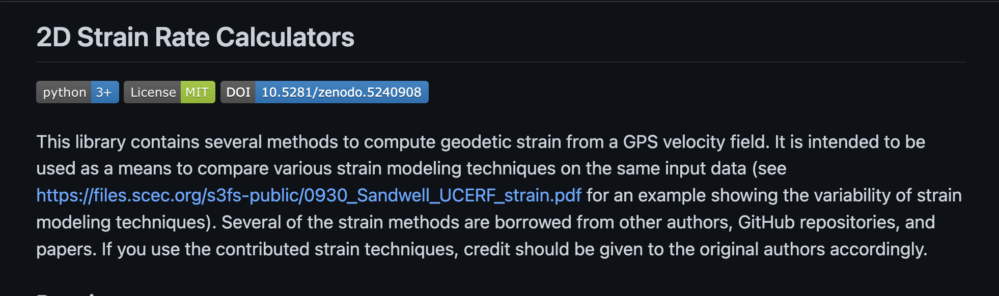 2D Strain Rate Calculators
python 3+ License MIT DOI 10.5281/zenodo.5240908
This library contains several methods to compute geodetic strain from a GPS velocity field. It is intended to be
used as a means to compare various strain modeling techniques on the same input data (see
https://files.scec.org/s3fs-public/0930_Sandwell_UCERF_strain.pdf for an example showing the variability of strain
modeling techniques). Several of the strain methods are borrowed from other authors, GitHub repositories, and
papers. If you use the contributed strain techniques, credit should be given to the original authors accordingly.